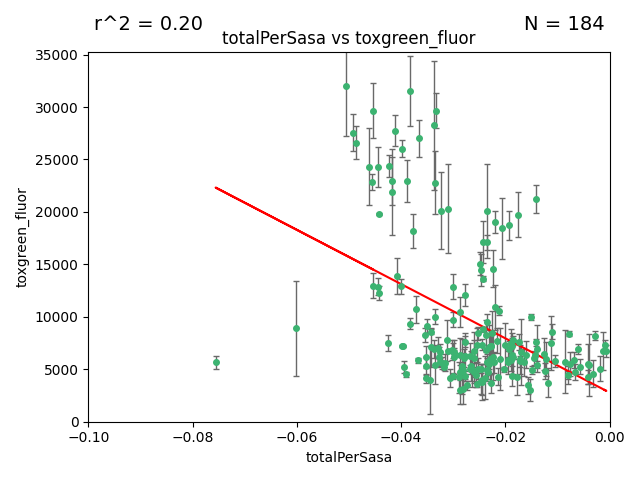 r^2 = 0.20
N = 184
totalPerSasa vs toxgreen_fluor
35000
30000
25000
20000
15000
10000
5000
0
toxgreen_fluor
−0.10
−0.08
−0.06
−0.04
−0.02
0.00
totalPerSasa